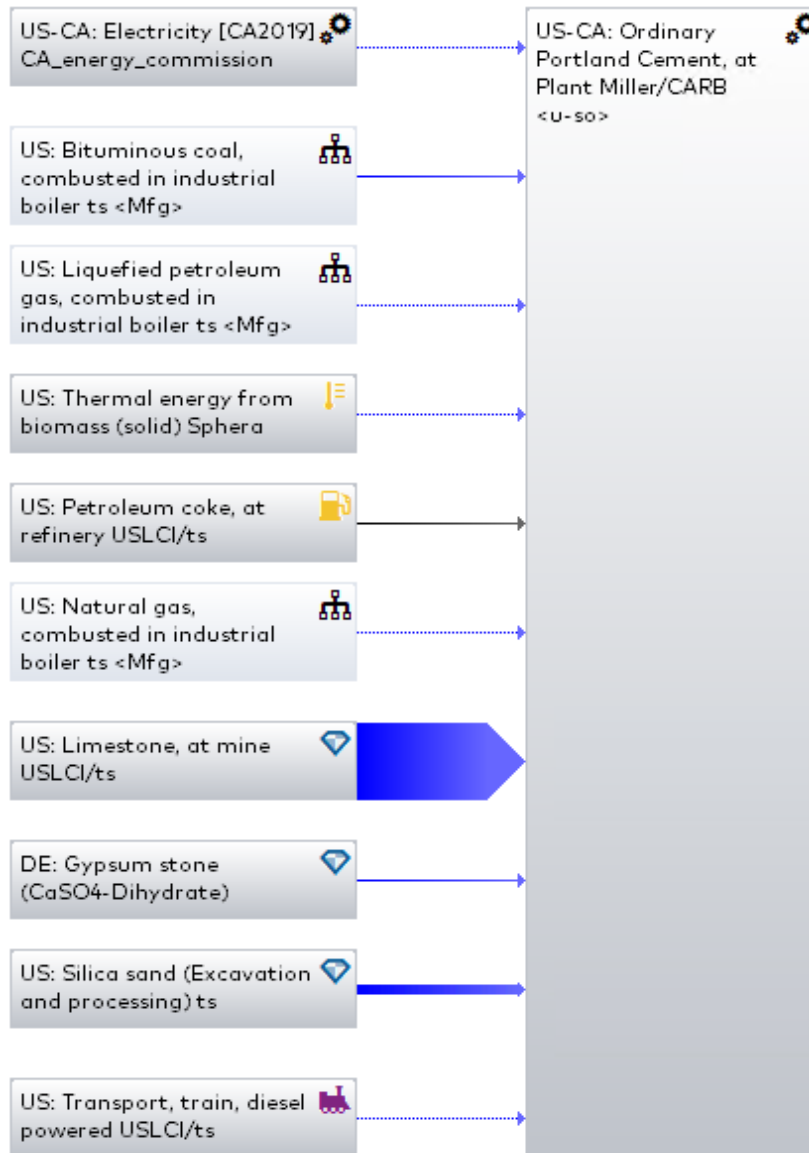 US-CA: Electricity [CA2019]
CA_energy_commission
US-CA: Ordinary
Portland Cement, at
Plant Miller/CARB
<u-so>
US: Bituminous coal,
combusted in industrial
boiler ts <Mfg>
US: Liquefied petroleum
gas, combusted in
industrial boiler ts <Mfg>
US: Thermal energy from
biomass (solid) Sphera
US: Petroleum coke, at
refinery USLCI/ts
US: Natural gas,
combusted in industrial
boiler ts <Mfg>
US: Limestone, at mine
USLCI/ts
DE: Gypsum stone
(CaSO4-Dihydrate)
US: Silica sand (Excavation
and processing) ts
US: Transport, train, diesel
powered USLCI/ts